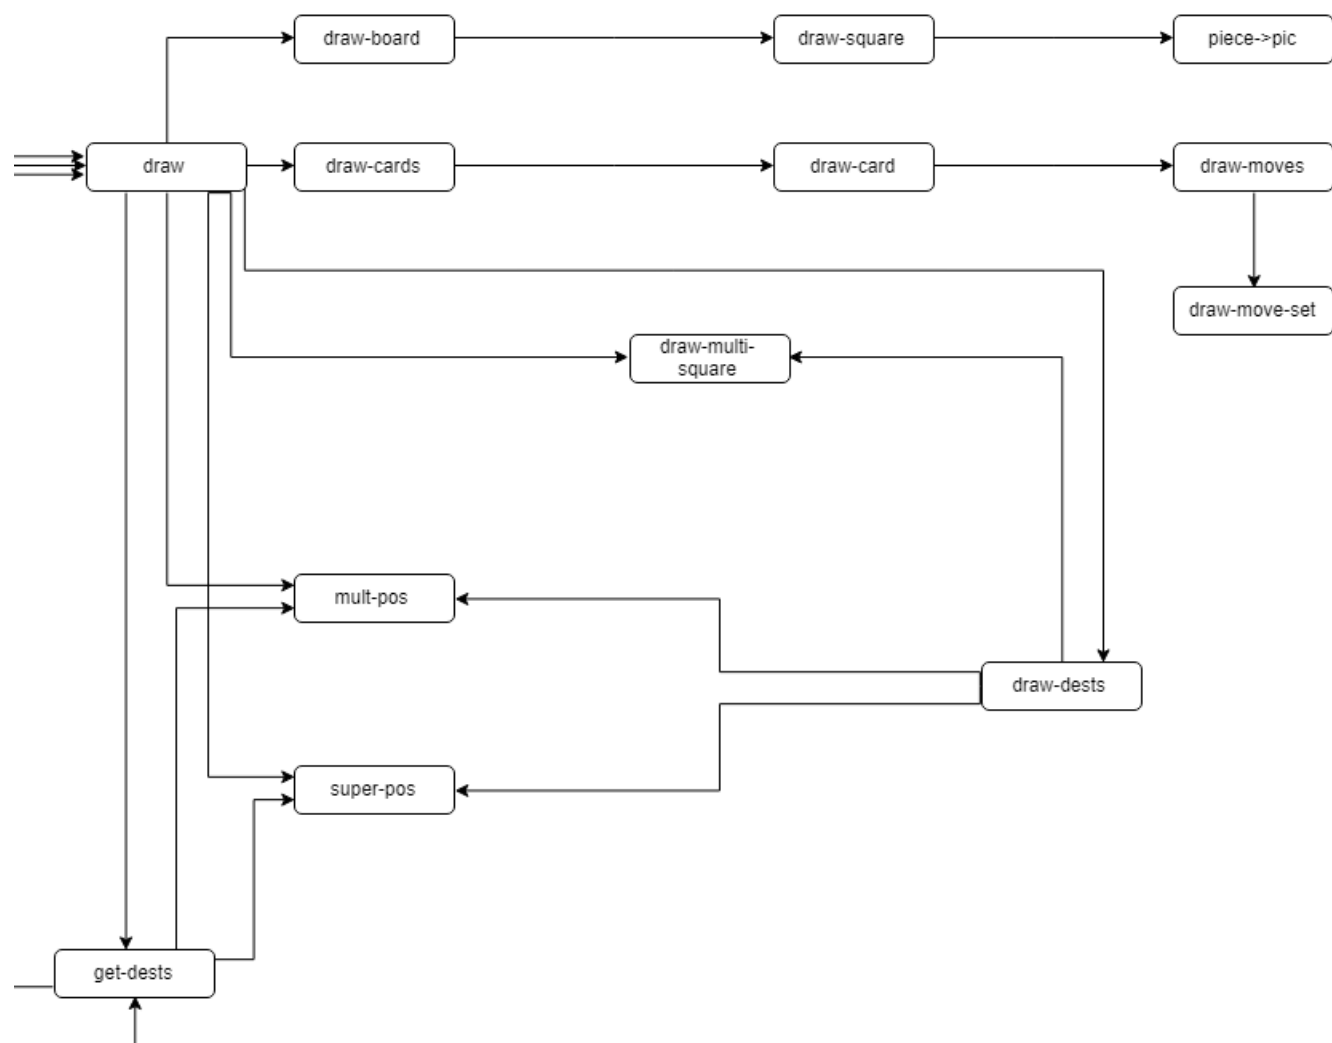 draw-board
draw-square
piece->pic
draw
draw-cards
draw-card
draw-moves
draw-move-set
draw-multi-
square
mult-pos
draw-dests
super-pos
get-dests